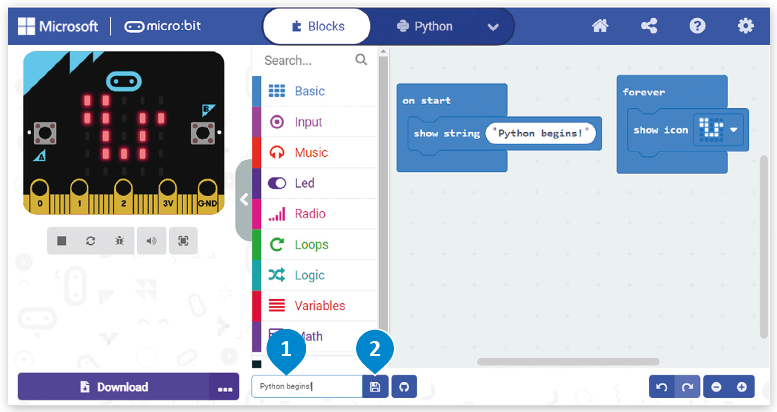 Microsoft micro:bit Blocks Python
B
A
0 1 2 3V GND
Download
Search...
Basic
Input
Music
Led
Radio
Loops
Logic
Variables
Math
1 2
Python begins!
on start
show string "Python begins!"
forever
show icon